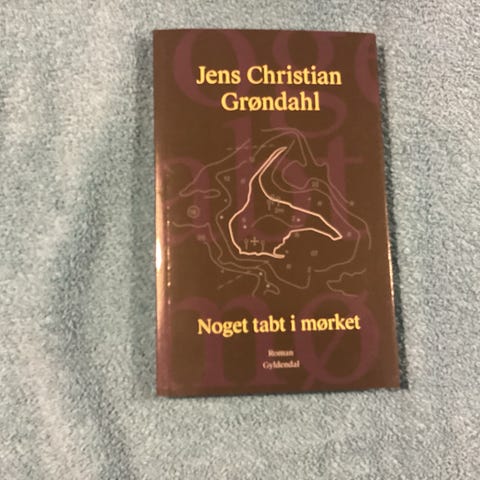 Jens Christian
Grøndahl
Noget tabt i mørket
Roman
Gyldendal